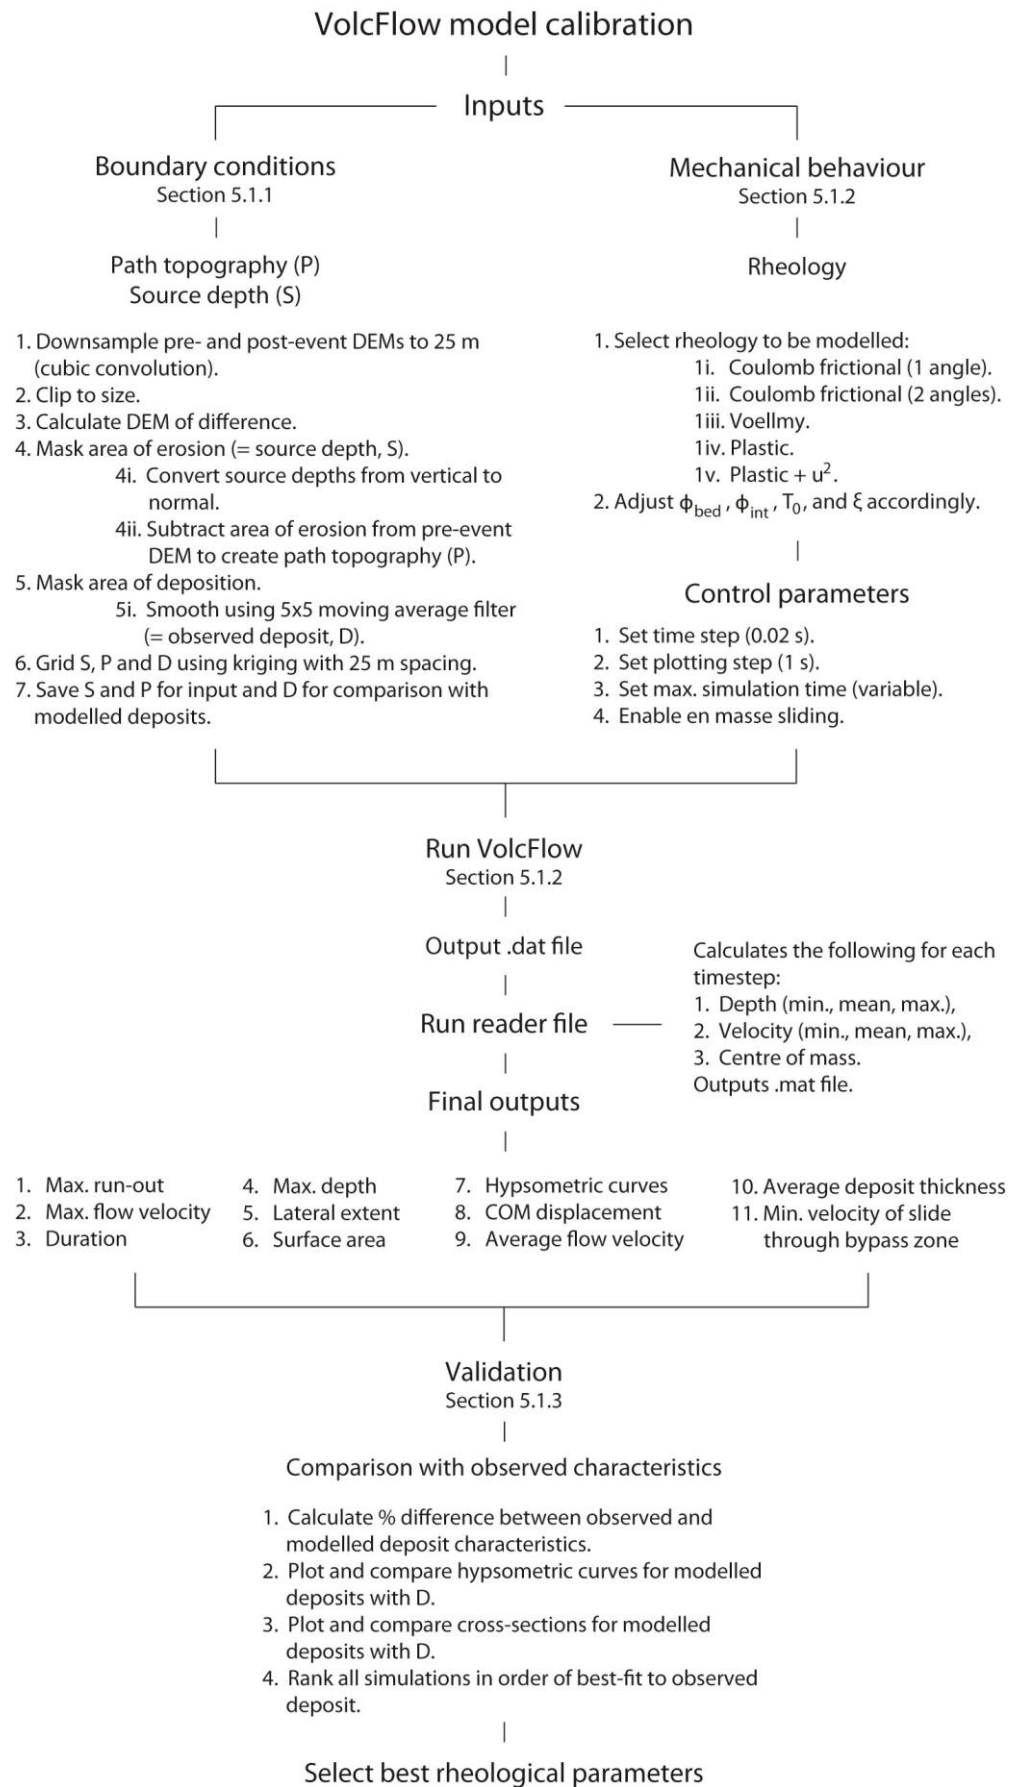 VolcFlow model calibration
Inputs
Boundary conditions
Section 5.1.1
Path topography (P)
Source depth (S)
1. Downsample pre- and post-event DEMs to 25 m
(cubic convolution).
2. Clip to size.
3. Calculate DEM of difference.
4. Mask area of erosion (= source depth, S).
4i. Convert source depths from vertical to
normal.
4ii. Subtract area of erosion from pre-event
DEM to create path topography (P).
5. Mask area of deposition.
5i. Smooth using 5x5 moving average filter
(= observed deposit, D).
6. Grid S, P and D using kriging with 25 m spacing.
7. Save S and P for input and D for comparison with
modelled deposits.
Mechanical behaviour
Section 5.1.2
Rheology
1. Select rheology to be modelled:
1i. Coulomb frictional (1 angle).
1ii. Coulomb frictional (2 angles).
1iii. Voellmy.
1iv. Plastic.
1v. Plastic + u².
2. Adjust ϕbed, ϕint, T₀, and ξ accordingly.
Control parameters
1. Set time step (0.02 s).
2. Set plotting step (1 s).
3. Set max. simulation time (variable).
4. Enable en masse sliding.
Run VolcFlow
Section 5.1.2
Output .dat file
Run reader file
Calculates the following for each
timestep:
1. Depth (min., mean, max.),
2. Velocity (min., mean, max.),
3. Centre of mass.
Outputs .mat file.
Final outputs
1. Max. run-out
2. Max. flow velocity
3. Duration
4. Max. depth
5. Lateral extent
6. Surface area
7. Hypsometric curves
8. COM displacement
9. Average flow velocity
10. Average deposit thickness
11. Min. velocity of slide
through bypass zone
Validation
Section 5.1.3
Comparison with observed characteristics
1. Calculate % difference between observed and
modelled deposit characteristics.
2. Plot and compare hypsometric curves for modelled
deposits with D.
3. Plot and compare cross-sections for modelled
deposits with D.
4. Rank all simulations in order of best-fit to observed
deposit.
Select best rheological parameters